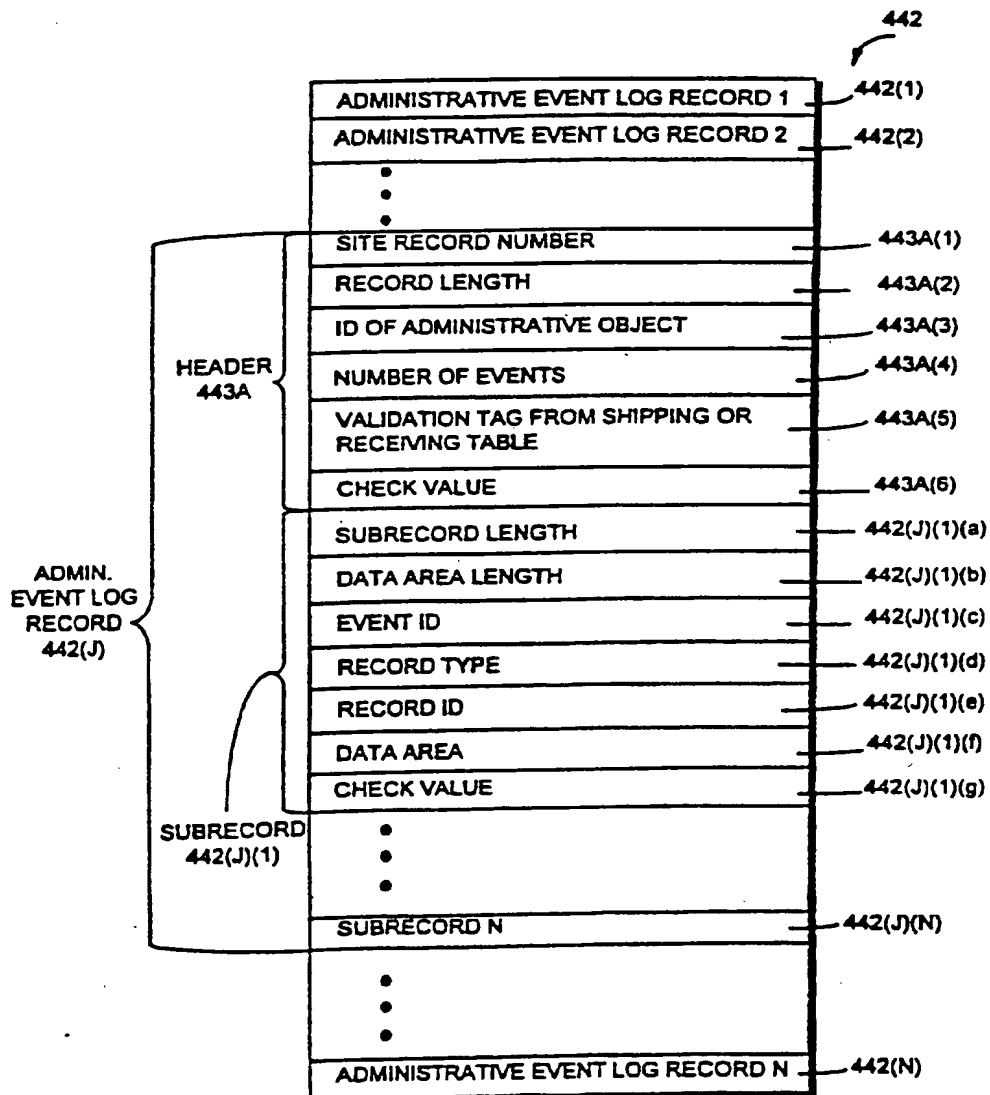 442
ADMINISTRATIVE EVENT LOG RECORD 1 442(1)
ADMINISTRATIVE EVENT LOG RECORD 2 442(2)
SITE RECORD NUMBER 443A(1)
RECORD LENGTH 443A(2)
ID OF ADMINISTRATIVE OBJECT 443A(3)
HEADER
443A
NUMBER OF EVENTS 443A(4)
VALIDATION TAG FROM SHIPPING OR
RECEIVING TABLE 443A(5)
CHECK VALUE 443A(6)
SUBRECORD LENGTH 442(J)(1)(a)
DATA AREA LENGTH 442(J)(1)(b)
ADMIN.
EVENT LOG
RECORD
442(J)
EVENT ID 442(J)(1)(c)
RECORD TYPE 442(J)(1)(d)
RECORD ID 442(J)(1)(e)
DATA AREA 442(J)(1)(f)
CHECK VALUE 442(J)(1)(g)
SUBRECORD
442(J)(1)
SUBRECORD N 442(J)(N)
ADMINISTRATIVE EVENT LOG RECORD N 442(N)